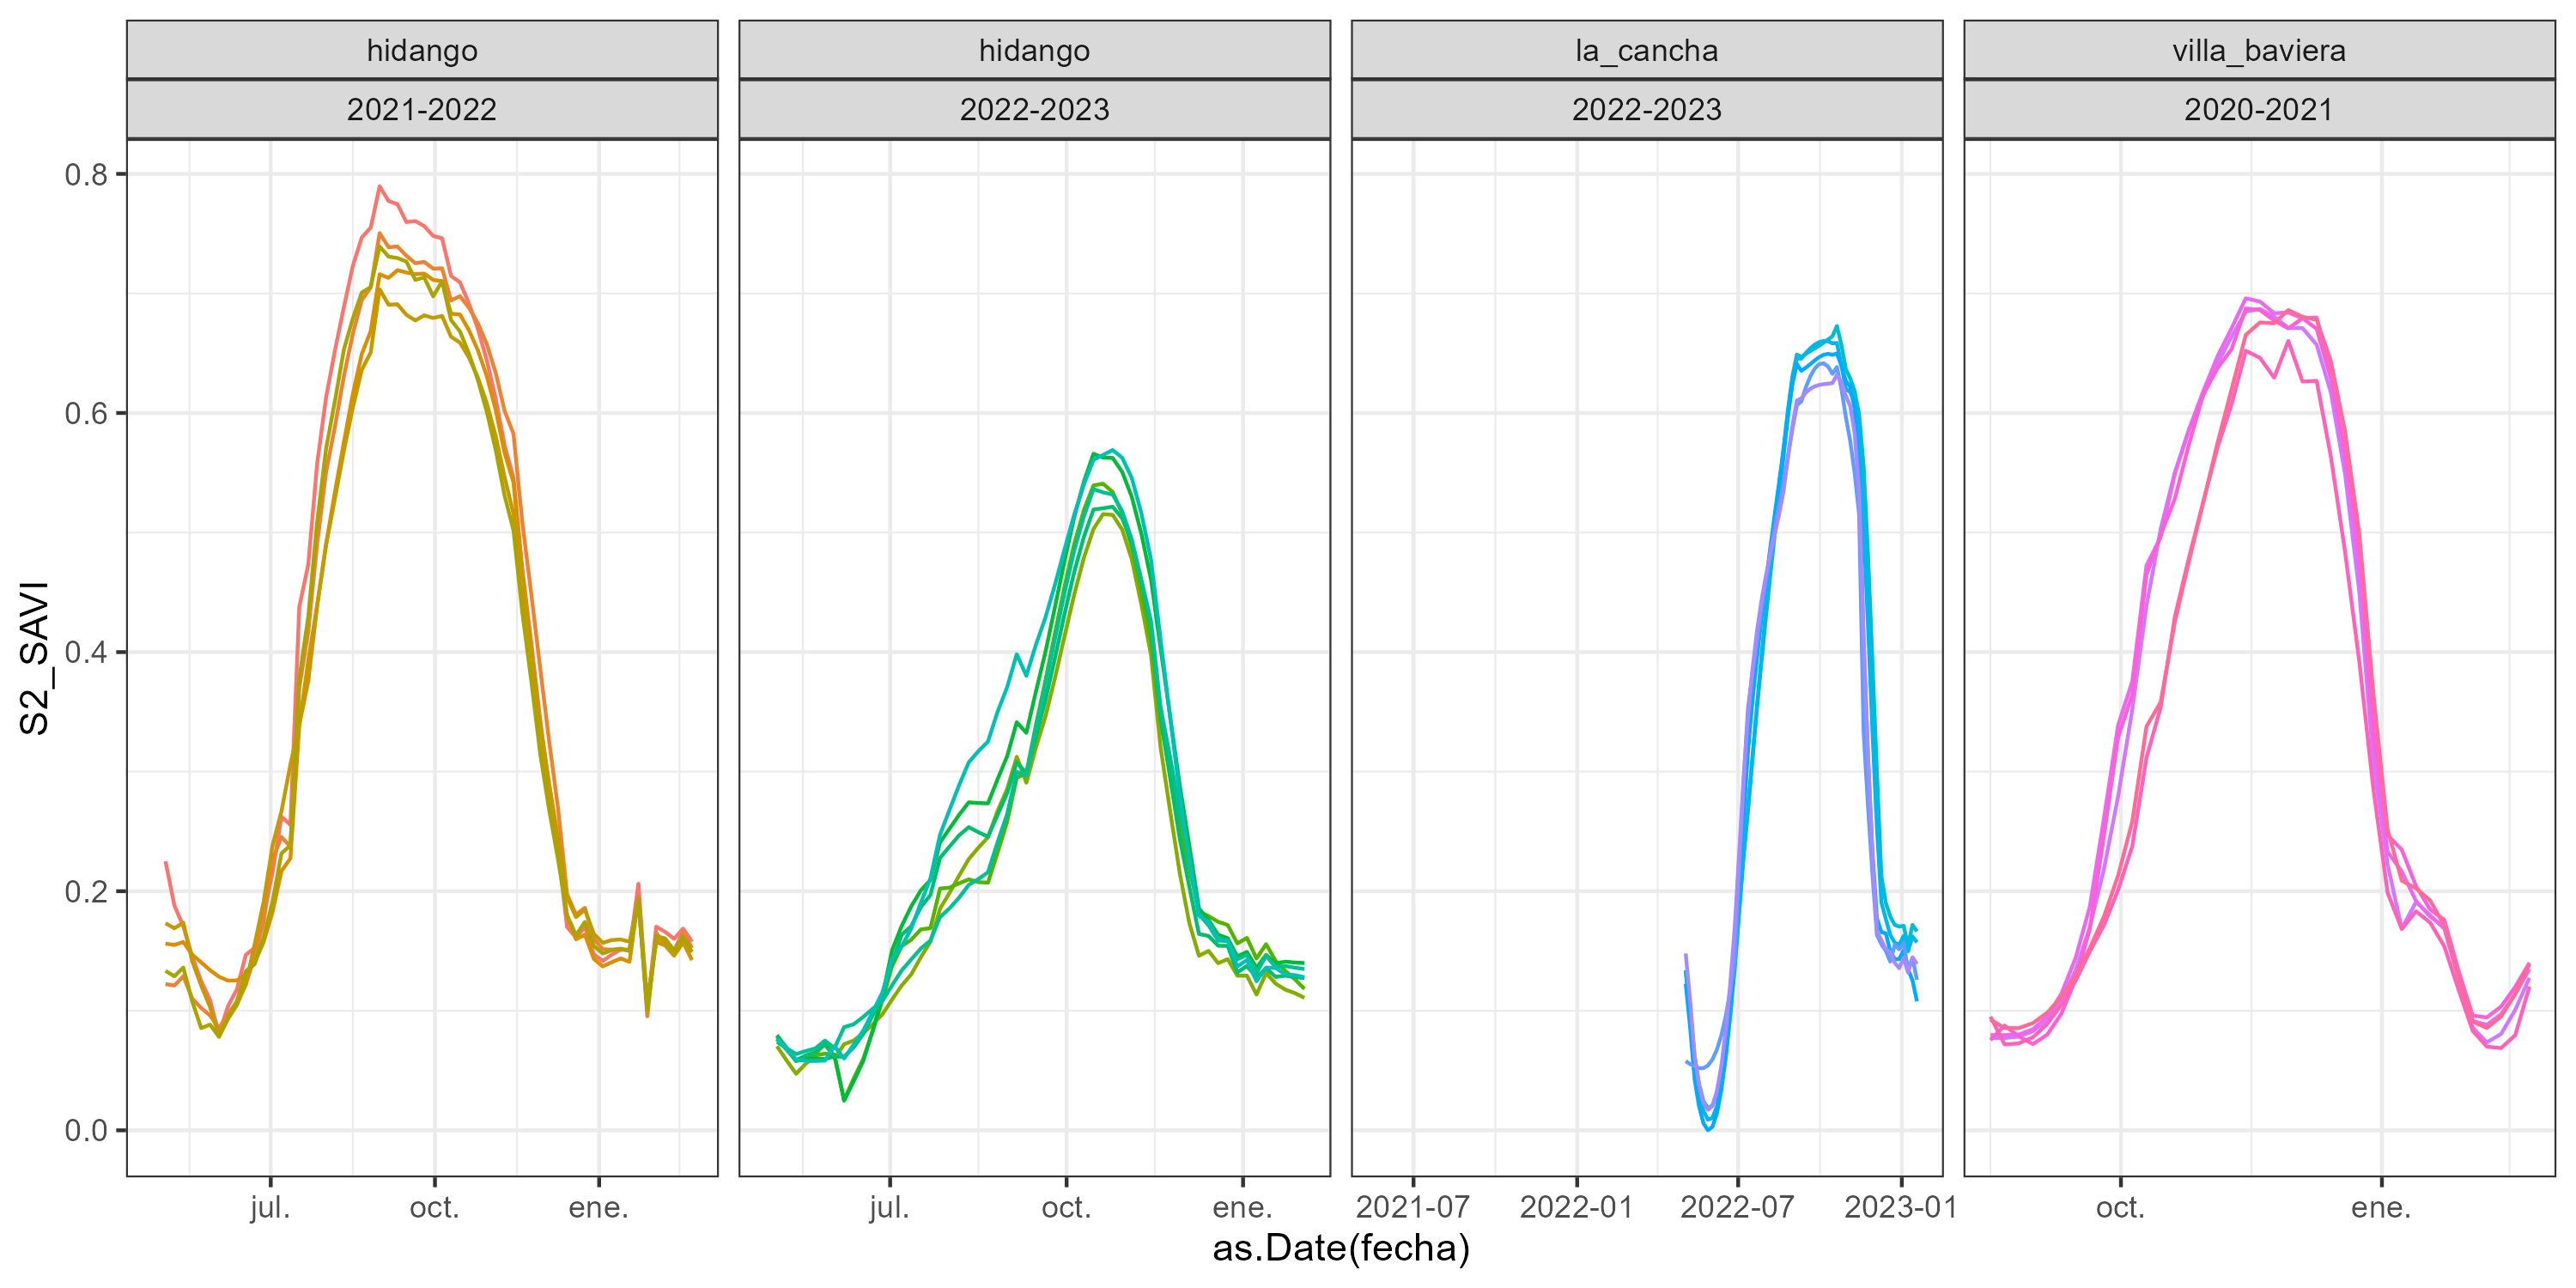 hidango hidango la_cancha villa_baviera
2021-2022 2022-2023 2022-2023 2020-2021
0.8
0.6
0.4
0.2
0.0
S2_SAVI
jul. oct. ene. jul. oct. ene. 2021-07 2022-01 2022-07 2023-01 oct. ene.
as.Date(fecha)